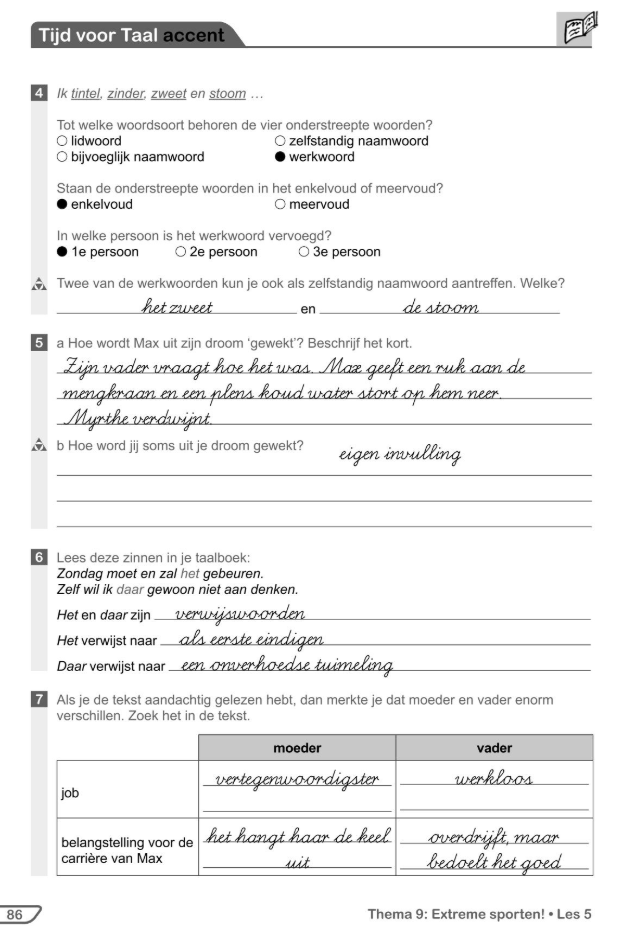 Tijd voor Taal accent
4 Ik tintel, zinder, zweet en stoom …
Tot welke woordsoort behoren de vier onderstreepte woorden?
○ lidwoord ○ zelfstandig naamwoord
○ bijvoeglijk naamwoord ● werkwoord
Staan de onderstreepte woorden in het enkelvoud of meervoud?
● enkelvoud ○ meervoud
In welke persoon is het werkwoord vervoegd?
● 1e persoon ○ 2e persoon ○ 3e persoon
Twee van de werkwoorden kun je ook als zelfstandig naamwoord aantreffen. Welke?
het zweet en de stoom
5 a Hoe wordt Max uit zijn droom ‘gewekt’? Beschrijf het kort.
Zijn vader vraagt hoe het was. Max geeft een ruk aan de
mengkraan en een plens koud water stort op hem neer.
Myrthe verdwijnt.
b Hoe word jij soms uit je droom gewekt? eigen invulling
6 Lees deze zinnen in je taalboek:
Zondag moet en zal het gebeuren.
Zelf wil ik daar gewoon niet aan denken.
Het en daar zijn verwijswoorden
Het verwijst naar als eerste eindigen
Daar verwijst naar een onverhoedse tuimeling
7 Als je de tekst aandachtig gelezen hebt, dan merkte je dat moeder en vader enorm
verschillen. Zoek het in de tekst.
moeder vader
job vertegenwoordigster werkloos
belangstelling voor de het hangt haar de keel overdrijft, maar
carrière van Max uit bedoelt het goed
86 Thema 9: Extreme sporten! • Les 5